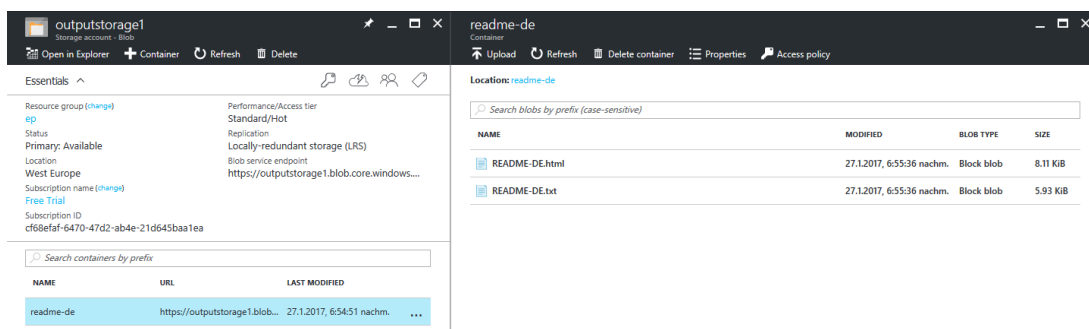 outputstorage1
Storage account - Blob
Open in Explorer Container Refresh Delete
Essentials
Resource group (change)
ep
Performance/Access tier
Standard/Hot
Status
Primary: Available
Replication
Locally-redundant storage (LRS)
Location
West Europe
Blob service endpoint
https://outputstorage1.blob.core.windows....
Subscription name (change)
Free Trial
Subscription ID
cf68efaf-6470-47d2-ab4e-21d645baa1ea
Search containers by prefix
NAME URL LAST MODIFIED
readme-de https://outputstorage1.blob... 27.1.2017, 6:54:51 nachm. ...
readme-de
Container
Upload Refresh Delete container Properties Access policy
Location: readme-de
Search blobs by prefix (case-sensitive)
NAME MODIFIED BLOB TYPE SIZE
README-DE.html 27.1.2017, 6:55:36 nachm. Block blob 8.11 KiB
README-DE.txt 27.1.2017, 6:55:36 nachm. Block blob 5.93 KiB